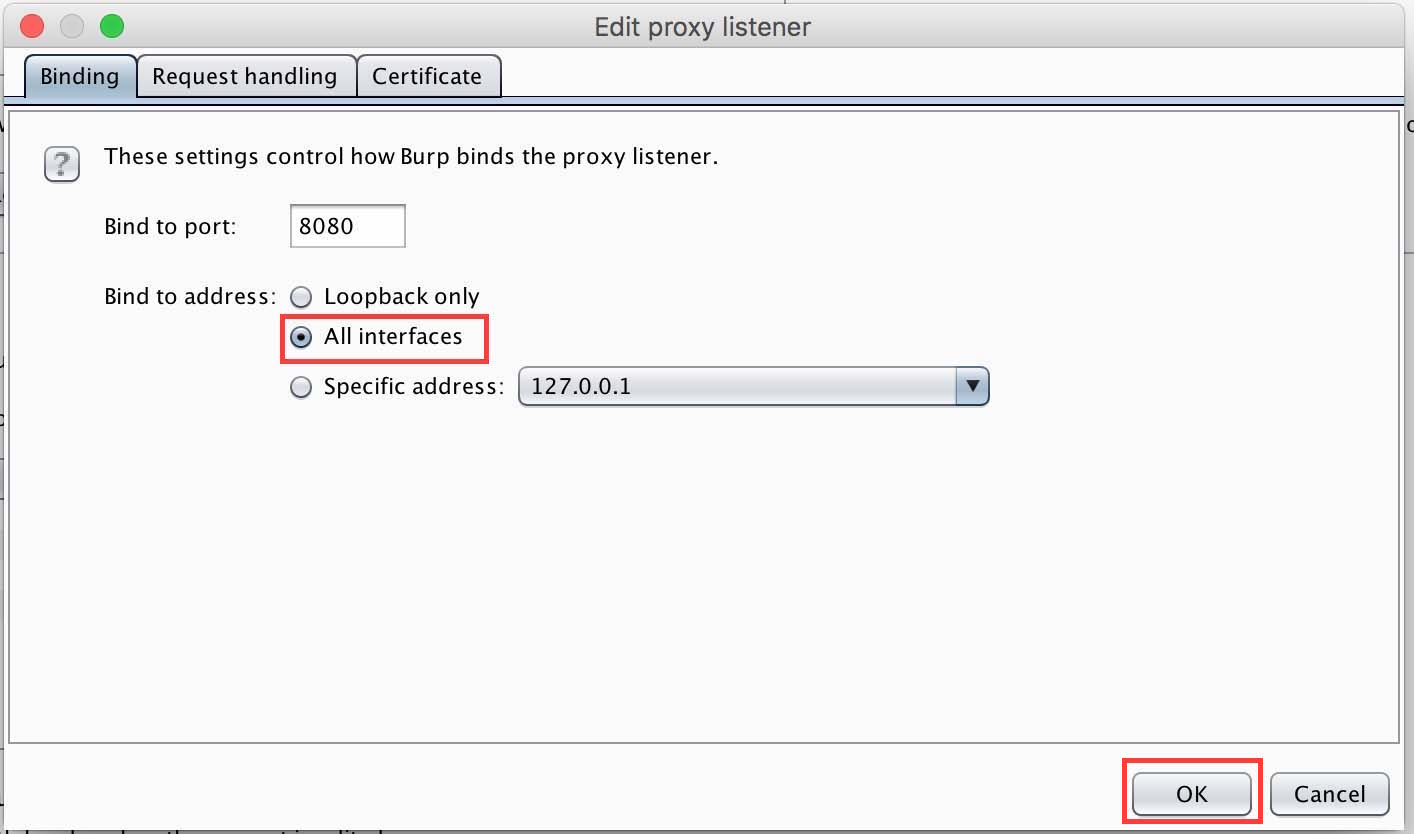 Edit proxy listener
Binding Request handling Certificate
? These settings control how Burp binds the proxy listener.
Bind to port: 8080
Bind to address: Loopback only
All interfaces
Specific address: 127.0.0.1
OK Cancel